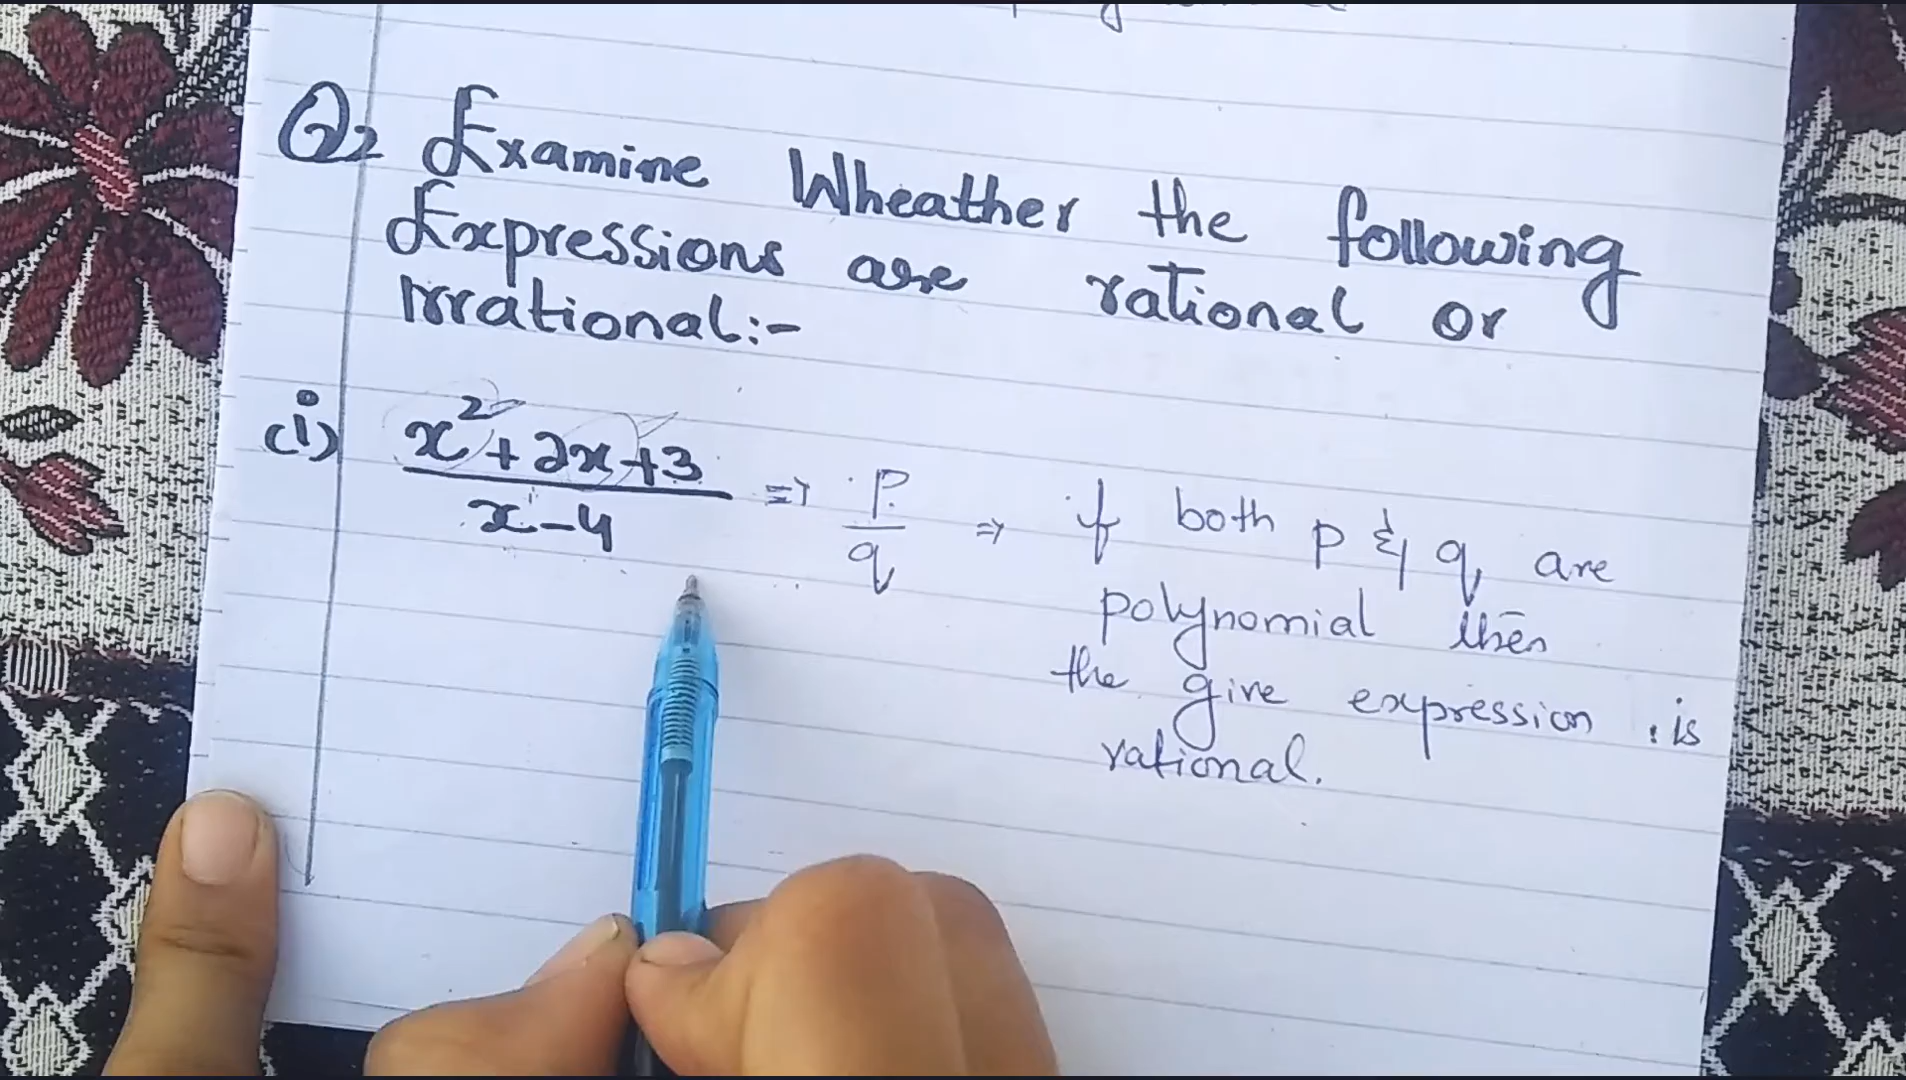 Q2 Examine Wheather the following
Expressions are rational or
Irrational:-
(i) x²+2x+3 / x-4 => p/q => if both p & q are
polynomial then
the give expression is
rational.